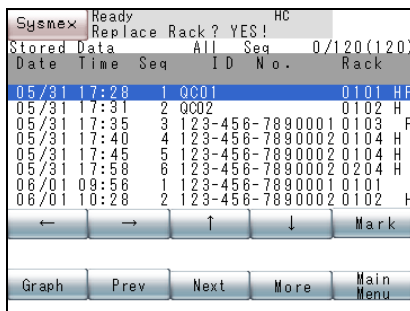 Sysmex Ready HC
Replace Rack? YES!
Stored Data All Seq 0/120(120)
Date Time Seq ID No. Rack
05/31 17:28 1 QC01 0101 HF
05/31 17:31 2 QC02 0102 H
05/31 17:35 3 123-456-7890001 0103 F
05/31 17:40 4 123-456-7890002 0104 H
05/31 17:45 5 123-456-7890002 0104 H
05/31 17:58 6 123-456-7890002 0204 H
06/01 09:56 1 123-456-7890001 0101
06/01 10:28 2 123-456-7890002 0102 H
← → ↑ ↓ Mark
Graph Prev Next More Main Menu